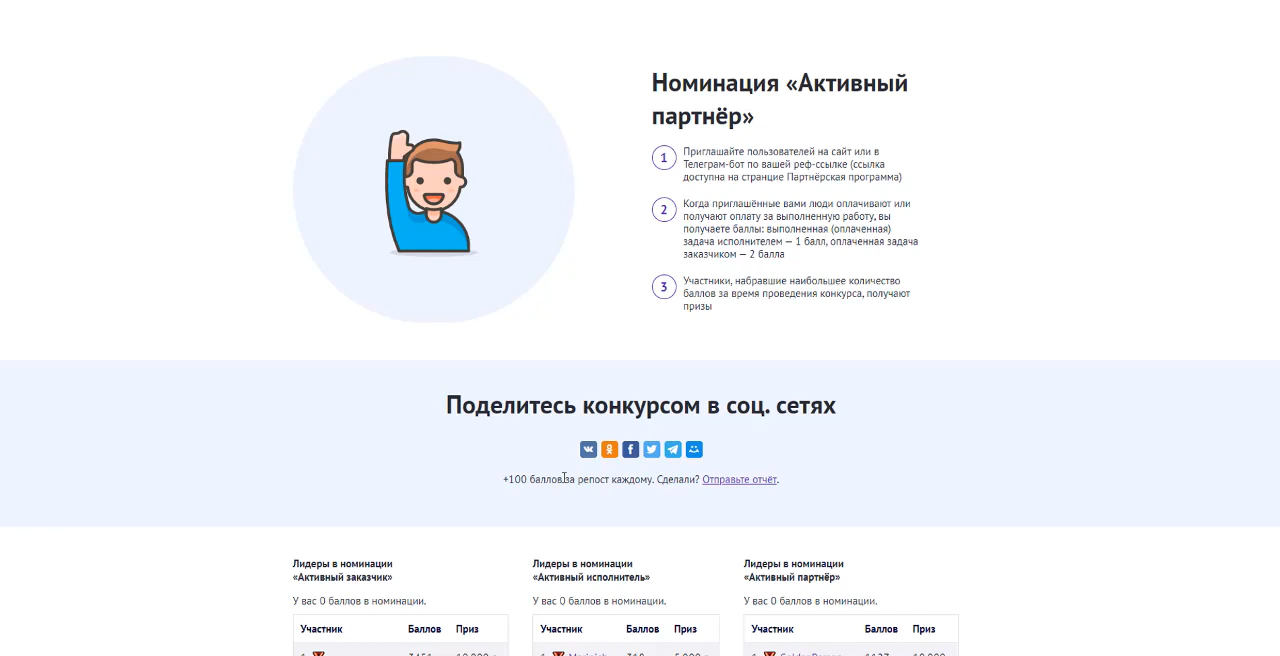 Номинация «Активный
партнёр»
1
Приглашайте пользователей на сайт или в
Телеграм-бот по вашей реф-ссылке (ссылка
доступна на странце Партнёрская программа)
2
Когда приглашённые вами люди оплачивают или
получают оплату за выполненную работу, вы
получаете баллы: выполненная (оплаченная)
задача исполнителем — 1 балл, оплаченная задача
заказчиком — 2 балла
3
Участники, набравшие наибольшее количество
баллов за время проведения конкурса, получают
призы
Поделитесь конкурсом в соц. сетях
+100 баллов за репост каждому. Сделали? Отправьте отчёт.
Лидеры в номинации
«Активный заказчик»
У вас 0 баллов в номинации.
Участник Баллов Приз
Лидеры в номинации
«Активный исполнитель»
У вас 0 баллов в номинации.
Участник Баллов Приз
Лидеры в номинации
«Активный партнёр»
У вас 0 баллов в номинации.
Участник Баллов Приз